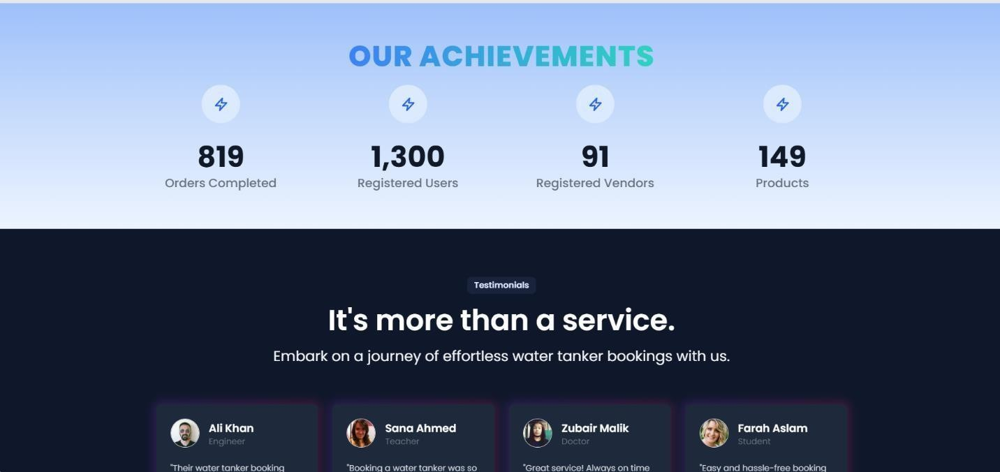 OUR ACHIEVEMENTS
819
Orders Completed
1,300
Registered Users
91
Registered Vendors
149
Products
Testimonials
It's more than a service.
Embark on a journey of effortless water tanker bookings with us.
Ali Khan
Engineer
"Their water tanker booking
Sana Ahmed
Teacher
"Booking a water tanker was so
Zubair Malik
Doctor
"Great service! Always on time
Farah Aslam
Student
"Easy and hassle-free booking